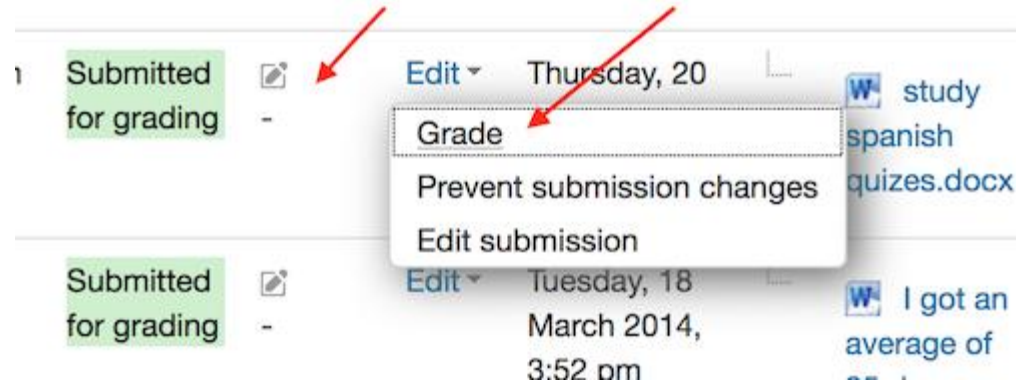 Submitted
for grading
-
Edit
Thursday, 20
study
spanish
quizes.docx
Grade
Prevent submission changes
Edit submission
Submitted
for grading
-
Edit
Tuesday, 18
March 2014,
3:52 pm
I got an
average of